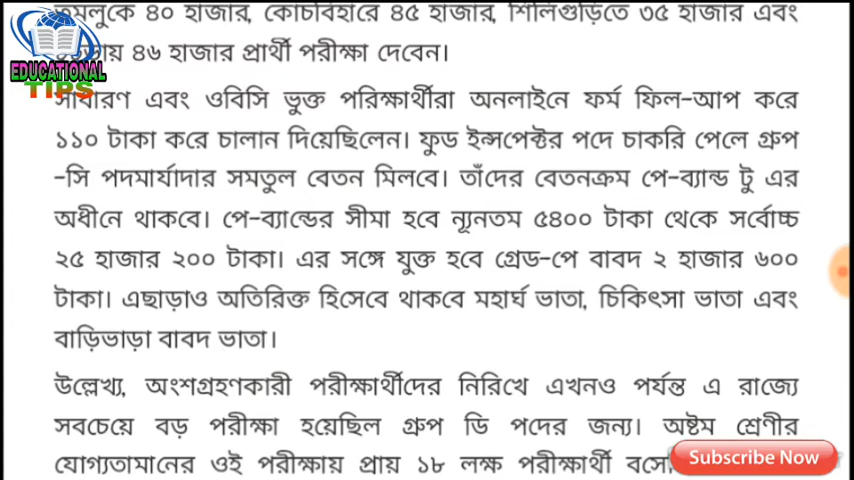 তমলুকে ৪০ হাজার, কোচবিহারে ৪৫ হাজার, শিলিগুড়িতে ৩৫ হাজার এবং
৪৬ হাজার প্রার্থী পরীক্ষা দেবেন।
EDUCATIONAL
TIPS
সাধারণ এবং ওবিসি ভুক্ত পরিক্ষার্থীরা অনলাইনে ফর্ম ফিল-আপ করে
১১০ টাকা করে চালান দিয়েছিলেন। ফুড ইন্সপেক্টর পদে চাকরি পেলে গ্রুপ
-সি পদমার্যাদার সমতুল বেতন মিলবে। তাঁদের বেতনক্রম পে-ব্যান্ড টু এর
অধীনে থাকবে। পে-ব্যান্ডের সীমা হবে ন্যূনতম ৫৪০০ টাকা থেকে সর্বোচ্চ
২৫ হাজার ২০০ টাকা। এর সঙ্গে যুক্ত হবে গ্রেড-পে বাবদ ২ হাজার ৬০০
টাকা। এছাড়াও অতিরিক্ত হিসেবে থাকবে মহার্ঘ ভাতা, চিকিৎসা ভাতা এবং
বাড়িভাড়া বাবদ ভাতা।
উল্লেখ্য, অংশগ্রহণকারী পরীক্ষার্থীদের নিরিখে এখনও পর্যন্ত এ রাজ্যে
সবচেয়ে বড় পরীক্ষা হয়েছিল গ্রুপ ডি পদের জন্য। অষ্টম শ্রেণীর
যোগ্যতামানের ওই পরীক্ষায় প্রায় ১৮ লক্ষ পরীক্ষার্থী
Subscribe Now